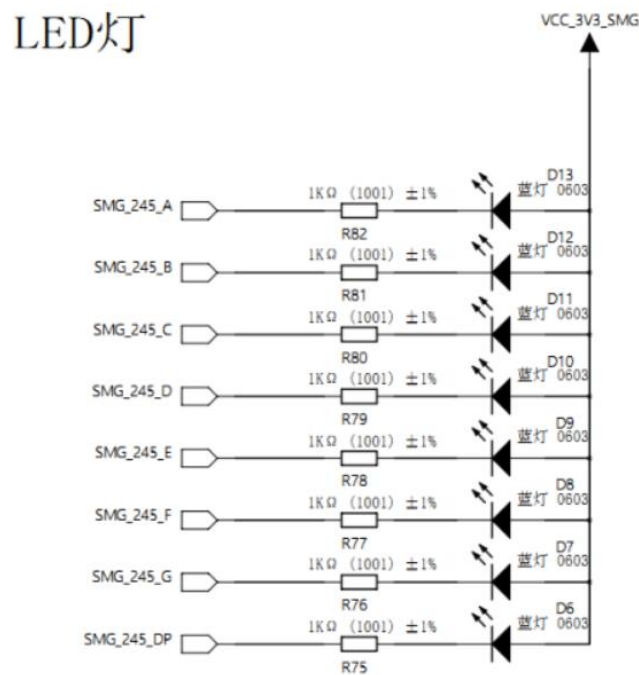 LED灯
VCC_3V3_SMG
D13
SMG_245_A
1KΩ (1001) ±1%
蓝灯 0603
R82
D12
SMG_245_B
1KΩ (1001) ±1%
蓝灯 0603
R81
D11
SMG_245_C
1KΩ (1001) ±1%
蓝灯 0603
R80
D10
SMG_245_D
1KΩ (1001) ±1%
蓝灯 0603
R79
D9
SMG_245_E
1KΩ (1001) ±1%
蓝灯 0603
R78
D8
SMG_245_F
1KΩ (1001) ±1%
蓝灯 0603
R77
D7
SMG_245_G
1KΩ (1001) ±1%
蓝灯 0603
R76
D6
SMG_245_DP
1KΩ (1001) ±1%
蓝灯 0603
R75